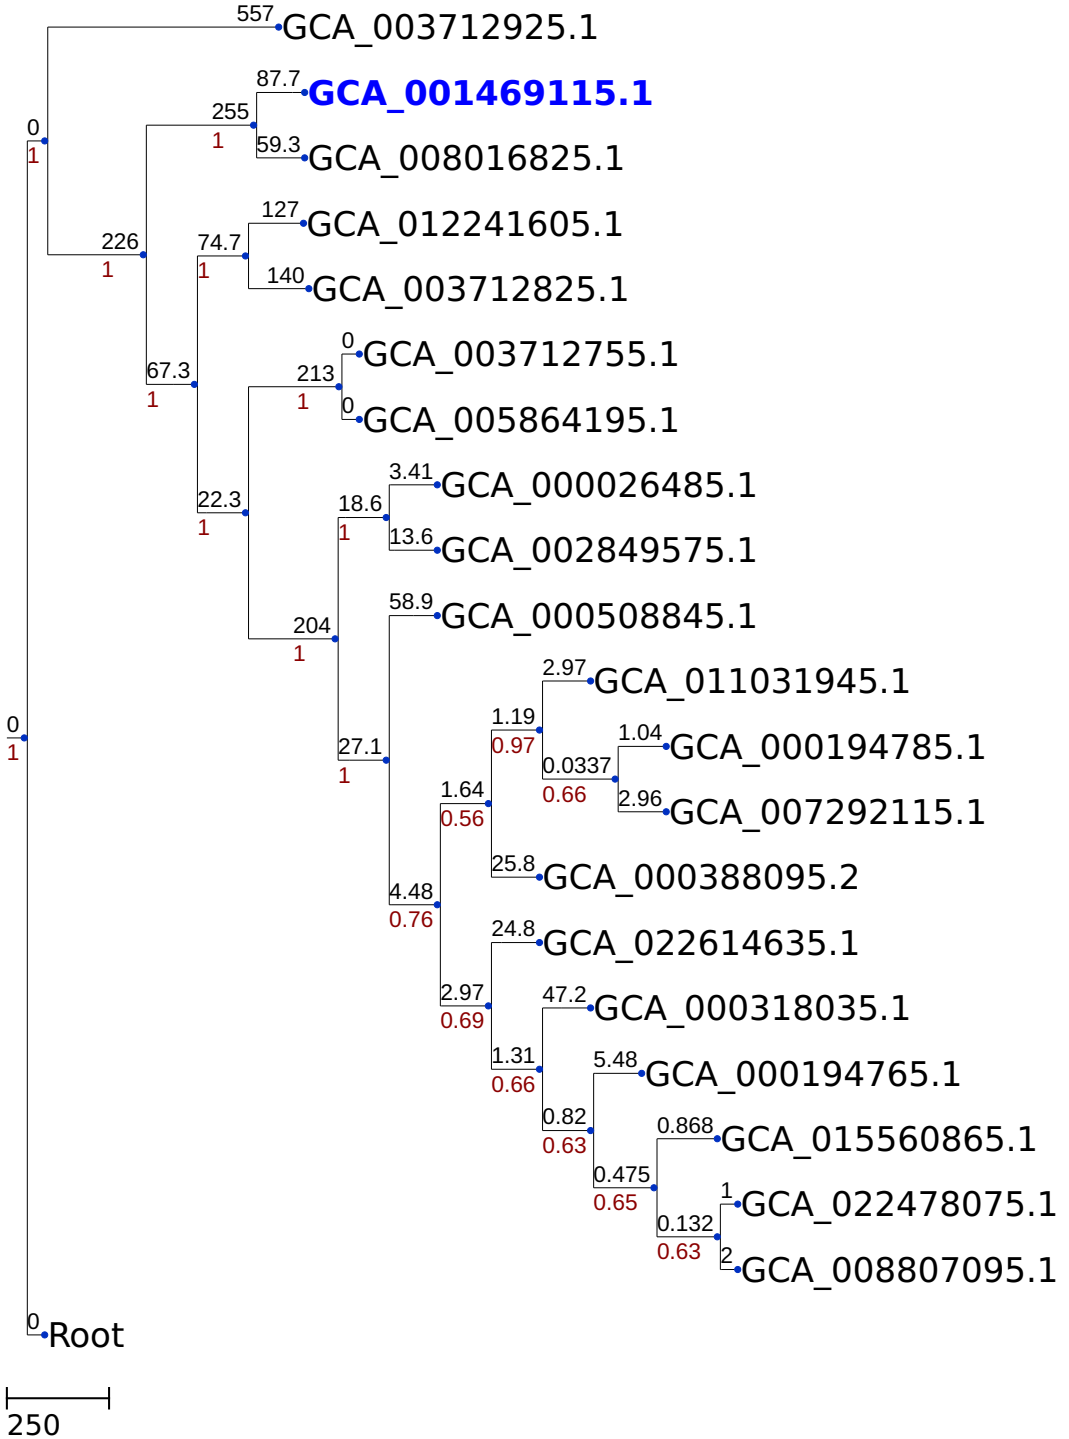 557
GCA_003712925.1
87.7
GCA_001469115.1
255
1
59.3
GCA_008016825.1
0
1
127
GCA_012241605.1
226
1
74.7
1
140
GCA_003712825.1
0
GCA_003712755.1
67.3
1
213
1
0
GCA_005864195.1
3.41
GCA_000026485.1
22.3
1
18.6
1
13.6
GCA_002849575.1
58.9
GCA_000508845.1
204
1
2.97
GCA_011031945.1
1.19
0.97
1.04
GCA_000194785.1
0
1
27.1
1
0.0337
0.66
2.96
GCA_007292115.1
1.64
0.56
25.8
GCA_000388095.2
4.48
0.76
24.8
GCA_022614635.1
2.97
0.69
47.2
GCA_000318035.1
1.31
0.66
5.48
GCA_000194765.1
0.82
0.63
0.868
GCA_015560865.1
0.475
0.65
1
GCA_022478075.1
0.132
0.63
2
GCA_008807095.1
0
Root
250